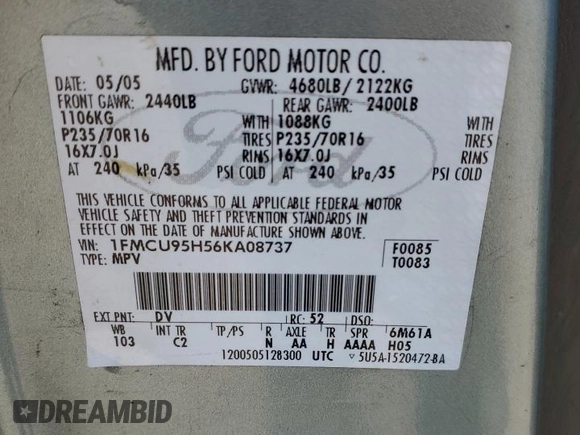 MFD. BY FORD MOTOR CO.
DATE: 05/05 GVWR: 4680LB/ 2122KG
FRONT GAWR: 2440LB REAR GAWR: 2400LB
1106KG WITH 1088KG WITH
P235/70R16 TIRES P235/70R16 TIRES
16X7.0J RIMS 16X7.0J RIMS
AT 240 kPa/35 PSI COLD AT 240 kPa/35 PSI COLD
THIS VEHICLE CONFORMS TO ALL APPLICABLE FEDERAL MOTOR
VEHICLE SAFETY AND THEFT PREVENTION STANDARDS IN
EFFECT ON THE DATE OF MANUFACTURE SHOWN ABOVE.
VIN: 1FMCU95H56KA08737 F0085
TYPE: MPV T0083
EXT PNT: DV RC: 52 DSO:
WB INT TR TP/PS R AXLE TR SPR 6M61A
103 C2 N AA H AAAA H05
1200505128300 UTC ▽5U5A-1520472-BA
Ford
DREAMBID